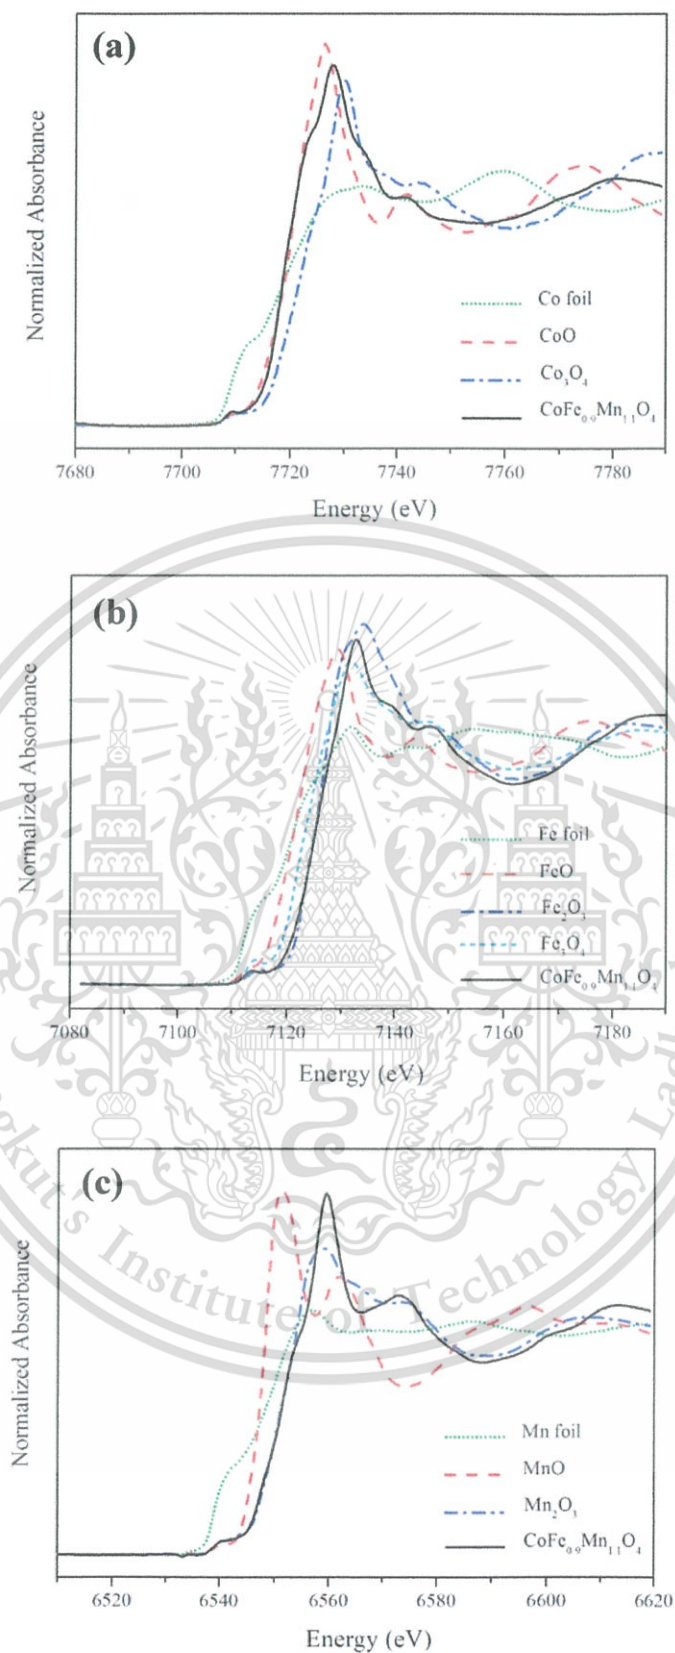 (a)
Normalized Absorbance
Co foil
CoO
Co₃O₄
CoFe₀.₉Mn₁.₁O₄
7680 7700 7720 7740 7760 7780
Energy (eV)
(b)
Normalized Absorbance
Fe foil
FeO
Fe₂O₃
Fe₃O₄
CoFe₀.₉Mn₁.₁O₄
7080 7100 7120 7140 7160 7180
Energy (eV)
(c)
Normalized Absorbance
Mn foil
MnO
Mn₂O₃
CoFe₀.₉Mn₁.₁O₄
6520 6540 6560 6580 6600 6620
Energy (eV)
gkut's Institute of Technology Lad